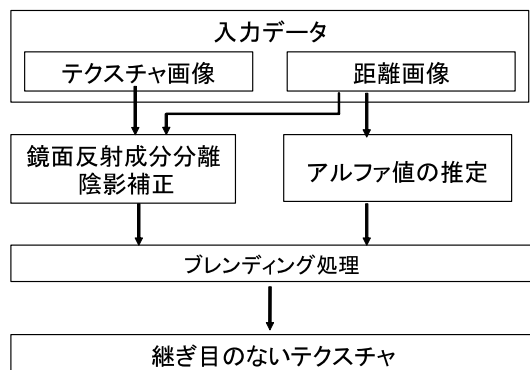 入力データ
テクスチャ画像
距離画像
鏡面反射成分分離
陰影補正
アルファ値の推定
ブレンディング処理
継ぎ目のないテクスチャ